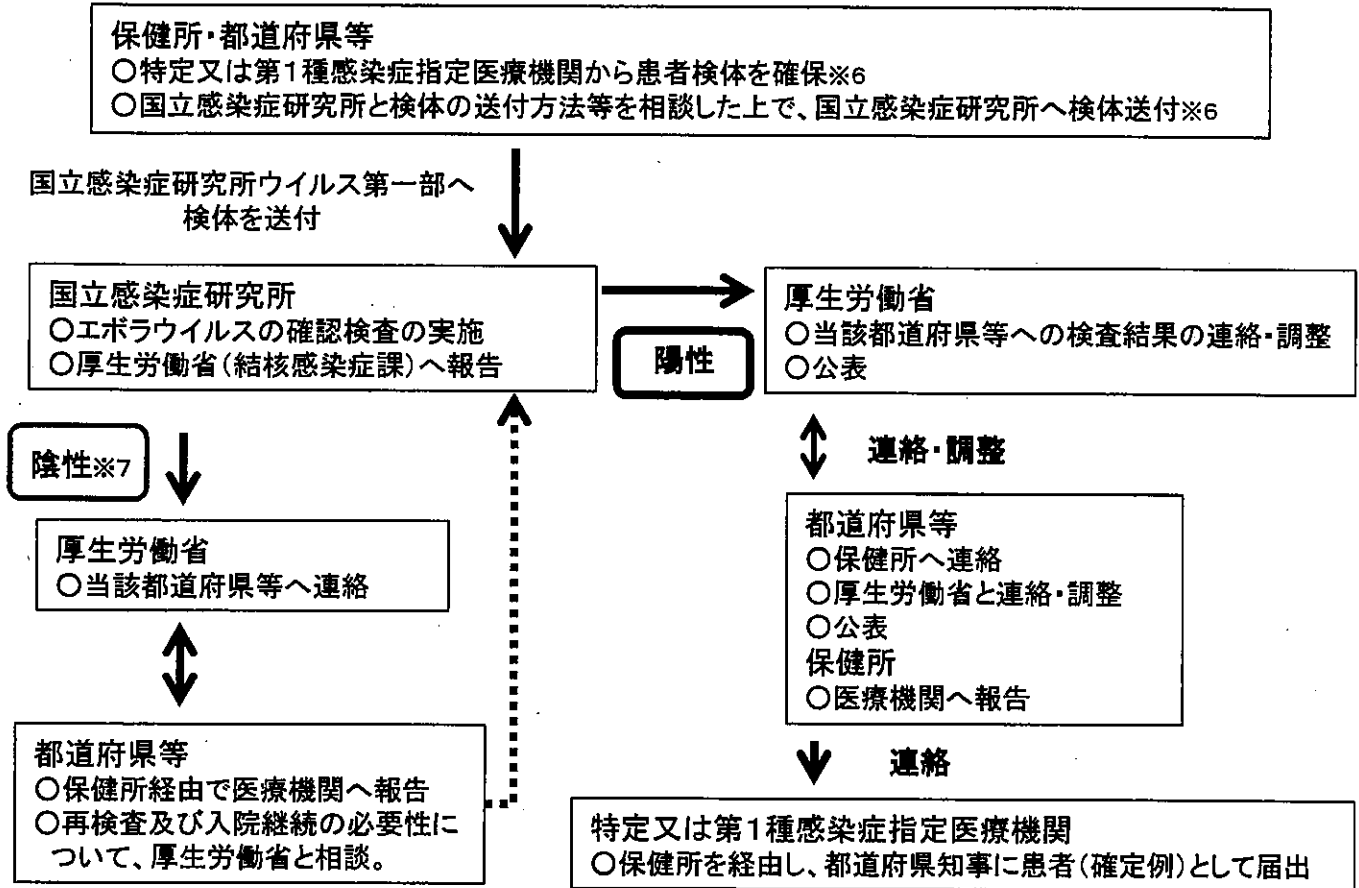 保健所・都道府県等
○特定又は第1種感染症指定医療機関から患者検体を確保※6
○国立感染症研究所と検体の送付方法等を相談した上で、国立感染症研究所へ検体送付※6
国立感染症研究所ウイルス第一部へ
検体を送付
国立感染症研究所
○エボラウイルスの確認検査の実施
○厚生労働省(結核感染症課)へ報告
陽性
厚生労働省
○当該都道府県等への検査結果の連絡・調整
○公表
連絡・調整
都道府県等
○保健所へ連絡
○厚生労働省と連絡・調整
○公表
保健所
○医療機関へ報告
連絡
特定又は第1種感染症指定医療機関
○保健所を経由し、都道府県知事に患者(確定例)として届出
陰性※7
厚生労働省
○当該都道府県等へ連絡
都道府県等
○保健所経由で医療機関へ報告
○再検査及び入院継続の必要性に
ついて、厚生労働省と相談。